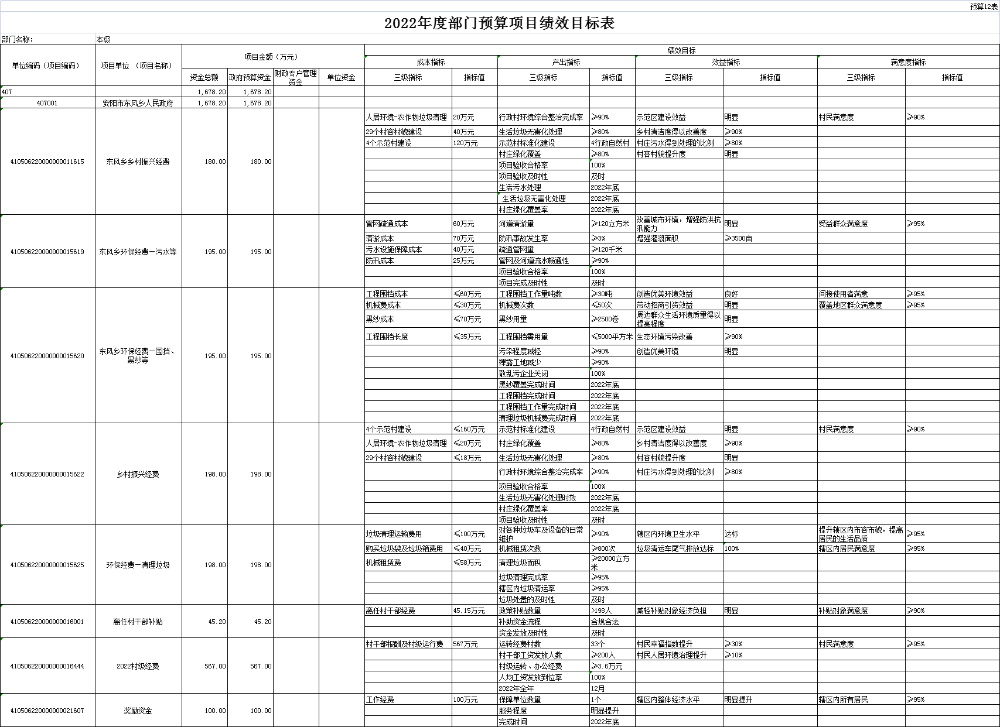 预算12表
2022年度部门预算项目绩效目标表
部门名称： 本级
单位编码（项目编码） 项目单位 （项目名称） 项目金额（万元） 绩效目标
成本指标 产出指标 效益指标 满意度指标
资金总额 政府预算资金 财政专户管理资金 单位资金 三级指标 指标值 三级指标 指标值 三级指标 指标值 三级指标 指标值
407 1,678.20 1,678.20
407001 安阳市东风乡人民政府 1,678.20 1,678.20
410506220000000011615 东风乡乡村振兴经费 180.00 180.00
人居环境-农作物垃圾清理 20万元 行政村环境综合整治完成率 ≥90% 示范区建设效益 明显 村民满意度 ≥90%
29个村容村貌建设 40万元 生活垃圾无害化处理 ≥80% 乡村清洁度得以改善度 ≥90%
4个示范村建设 120万元 示范村标准化建设 4行政自然村 村庄污水得到处理的比例 ≥80%
村庄绿化覆盖 ≥80% 村容村貌提升度 明显
项目验收合格率 100%
项目验收及时性 及时
生活污水处理 2022年底
生活垃圾无害化处理 2022年底
村庄绿化覆盖率 2022年底
410506220000000015619 东风乡环保经费—污水等 195.00 195.00
管网疏通成本 60万元 河道清淤量 ≥120立方米 改善城市环境，增强防洪抗汛能力 明显 受益群众满意度 ≥95%
清淤成本 70万元 防汛事故发生率 ≥3% 增强灌溉面积 ≥3500亩
污水设施保障成本 40万元 疏通管网量 ≥120千米
防汛成本 25万元 管网及河道流水畅通性 ≥90%
项目验收合格率 100%
项目完成及时性 及时
410506220000000015620 东风乡环保经费—围挡、黑纱等 195.00 195.00
工程围挡成本 ≤60万元 工程围挡工作量吨数 ≥30吨 创造优美环境效益 良好 间接使用者满意 ≥95%
机械费成本 ≤30万元 机械费次数 ≤50次 带动招商引资效益 明显 覆盖地区群众满意度 ≥95%
黑纱成本 ≤70万元 黑纱用量 ≥2500卷 周边群众生活环境质量得以提高程度 明显
工程围挡长度 ≤35万元 工程围挡需用量 ≤5000平方米 生态环境污染改善 ≥90%
污染程度减轻 ≥90% 创造优美环境 明显
裸露工地减少 ≥90%
散乱污企业关闭 100%
黑纱覆盖完成时间 2022年底
工程围挡完成时间 2022年底
工程围挡工作量完成时间 2022年底
清理垃圾机械费完成时间 2022年底
410506220000000015622 乡村振兴经费 198.00 198.00
4个示范村建设 ≤160万元 示范村标准化建设 4行政自然村 示范区建设效益 明显 村民满意度 ≥90%
人居环境-农作物垃圾清理 ≤20万元 村庄绿化覆盖 ≥80% 乡村清洁度得以改善度 ≥90%
29个村容村貌建设 ≤18万元 生活垃圾无害化处理 ≥80% 村容村貌提升度 明显
行政村环境综合整治完成率 ≥90% 村庄污水得到处理的比例 ≥80%
项目验收合格率 100%
生活垃圾无害化处理时效 2022年底
村庄绿化覆盖率 2022年底
项目验收及时性 及时
410506220000000015625 环保经费—清理垃圾 198.00 198.00
垃圾清理运输费用 ≤100万元 对各种垃圾车及设备的日常维护 ≥90% 辖区内环境卫生水平 达标 提升辖区内市容市貌，提高居民的生活品质 ≥95%
购买垃圾袋及垃圾箱费用 ≤40万元 机械租赁次数 ≥800次 垃圾清运车尾气排放达标 100% 辖区内居民满意度 ≥95%
机械租赁费 ≤58万元 清理垃圾面积 ≥20000立方米
垃圾清理完成率 ≥95%
辖区内垃圾清运率 ≥95%
垃圾处置的及时性 及时
410506220000000016001 离任村干部补贴 45.20 45.20
离任村干部经费 45.15万元 政策补贴数量 >198人 减轻补贴对象经济负担 明显 补贴对象满意度 ≥90%
补助资金流程 合规合法
资金发放及时性 及时
410506220000000016444 2022村级经费 567.00 567.00
村干部报酬及村级运行费 567万元 运转经费村数 33个 村民幸福指数提升 ≥30% 村民满意度 ≥95%
村干部工资发放人数 ≥200人 村民人居环境治理提升 ≥10%
村级运转、办公经费 ≥3.6万元
人均工资发放到位率 100%
2022年全年 12月
410506220000000021607 奖励资金 100.00 100.00
工作经费 100万元 保障单位数量 1个 辖区内整体经济水平 明显提升 辖区内所有居民 ≥95%
服务程度 明显提升
完成时间 2022年底